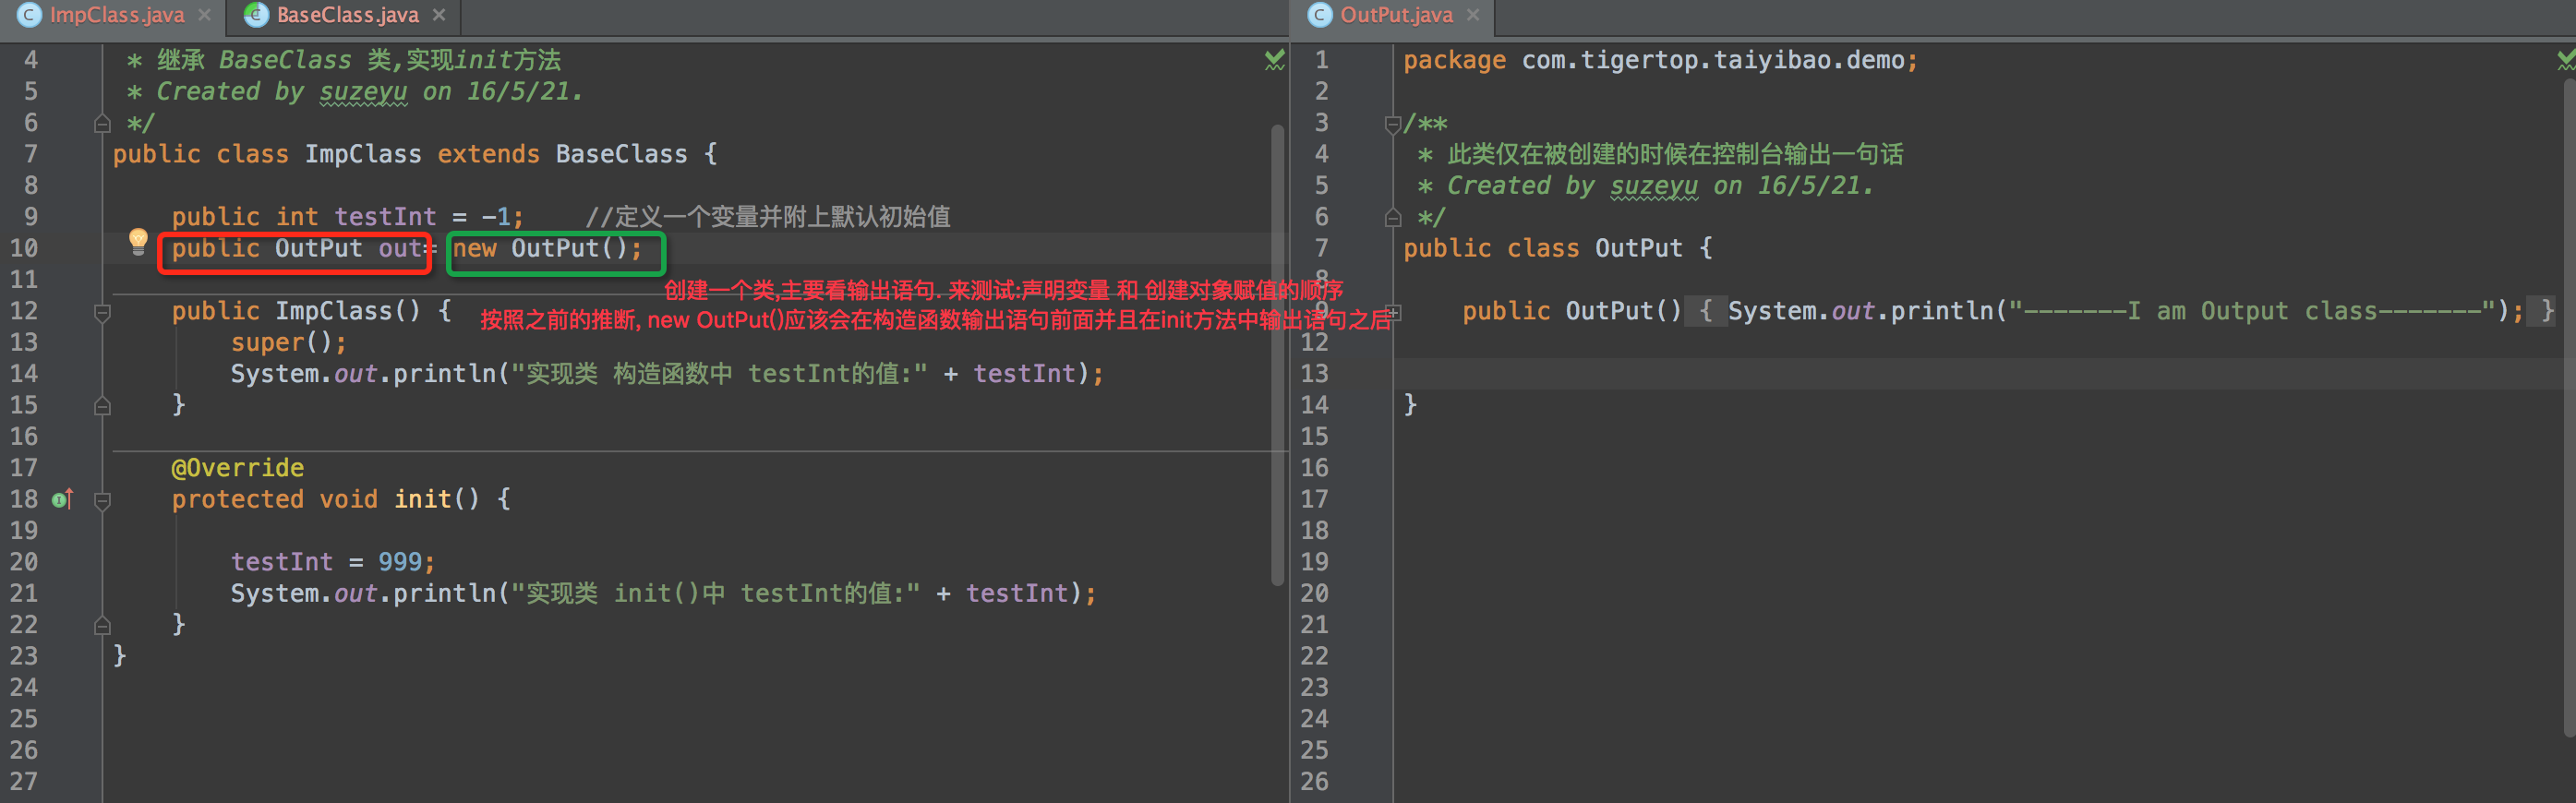 ImpClass.java
BaseClass.java
4 * 继承 BaseClass 类,实现init方法
5 * Created by suzeyu on 16/5/21.
6 */
7 public class ImpClass extends BaseClass {
8
9 public int testInt = -1; //定义一个变量并附上默认初始值
10 public OutPut out= new OutPut();
11
创建一个类,主要看输出语句. 来测试:声明变量 和 创建对象赋值的顺序
12 public ImpClass() {
按照之前的推断, new OutPut()应该会在构造函数输出语句前面并且在init方法中输出语句之后
13 super();
14 System.out.println("实现类 构造函数中 testInt的值:" + testInt);
15 }
16
17 @Override
18 protected void init() {
19
20 testInt = 999;
21 System.out.println("实现类 init()中 testInt的值:" + testInt);
22 }
23 }
24
25
26
27
OutPut.java
1 package com.tigertop.taiyibao.demo;
2
3 /**
4 * 此类仅在被创建的时候在控制台输出一句话
5 * Created by suzeyu on 16/5/21.
6 */
7 public class OutPut {
8
9 public OutPut() { System.out.println("-------I am Output class-------"); }
12
13
14 }
15
16
17
18
19
20
21
22
23
24
25
26